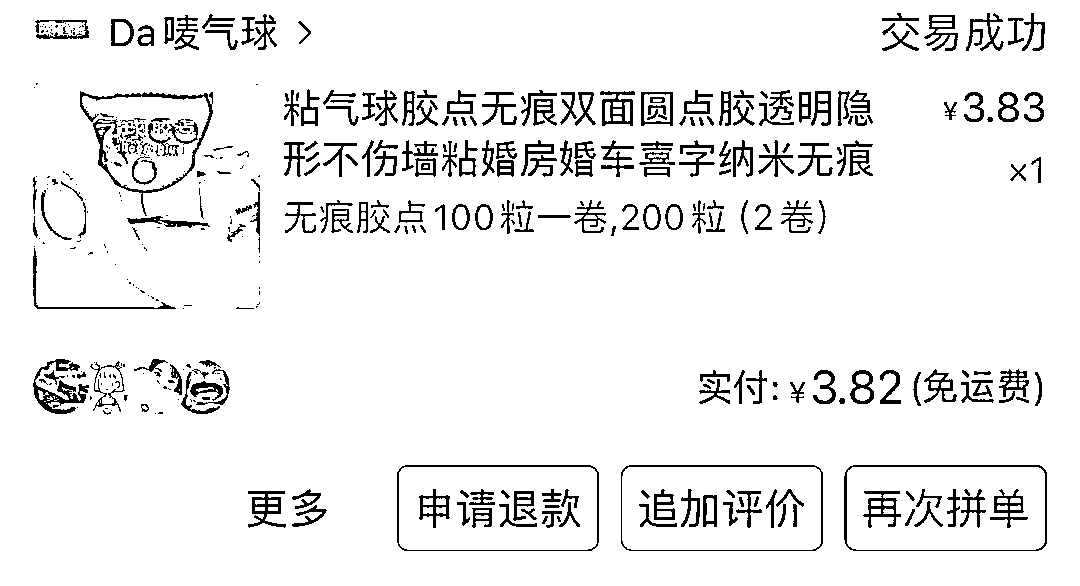 Da唛气球 >
交易成功
粘气球胶点无痕双面圆点胶透明隐
形不伤墙粘婚房婚车喜字纳米无痕
¥3.83
×1
无痕胶点100粒一卷,200粒（2卷）
实付: ¥3.82 (免运费)
更多
申请退款
追加评价
再次拼单